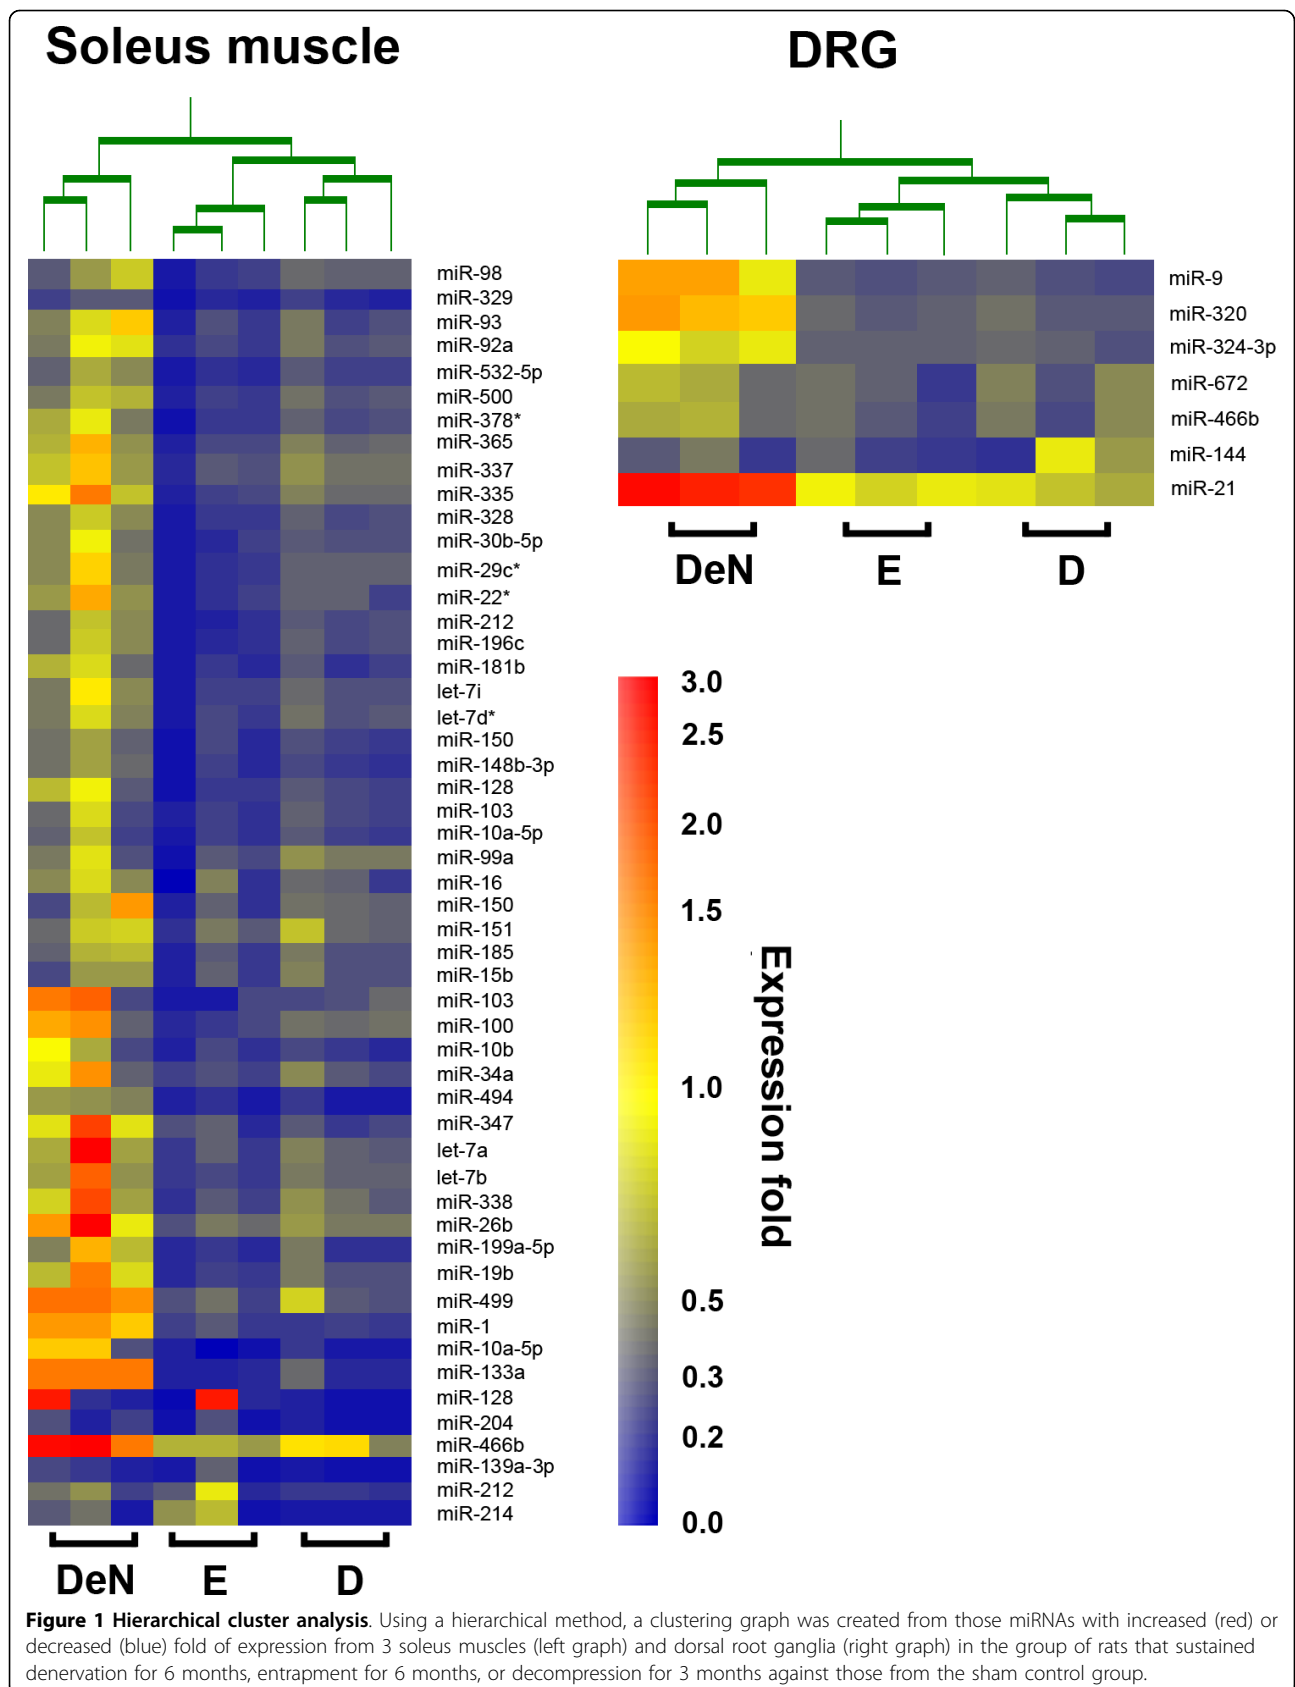 Soleus muscle
miR-98
miR-329
miR-93
miR-92a
miR-532-5p
miR-500
miR-378*
miR-365
miR-337
miR-335
miR-328
miR-30b-5p
miR-29c*
miR-22*
miR-212
miR-196c
miR-181b
let-7i
let-7d*
miR-150
miR-148b-3p
miR-128
miR-103
miR-10a-5p
miR-99a
miR-16
miR-150
miR-151
miR-185
miR-15b
miR-103
miR-100
miR-10b
miR-34a
miR-494
miR-347
let-7a
let-7b
miR-338
miR-26b
miR-199a-5p
miR-19b
miR-499
miR-1
miR-10a-5p
miR-133a
miR-128
miR-204
miR-466b
miR-139a-3p
miR-212
miR-214
DeN E D
DRG
miR-9
miR-320
miR-324-3p
miR-672
miR-466b
miR-144
miR-21
DeN E D
3.0
2.5
2.0
1.5
1.0
0.5
0.3
0.2
0.0
Expression fold
Figure 1 Hierarchical cluster analysis. Using a hierarchical method, a clustering graph was created from those miRNAs with increased (red) or
decreased (blue) fold of expression from 3 soleus muscles (left graph) and dorsal root ganglia (right graph) in the group of rats that sustained
denervation for 6 months, entrapment for 6 months, or decompression for 3 months against those from the sham control group.